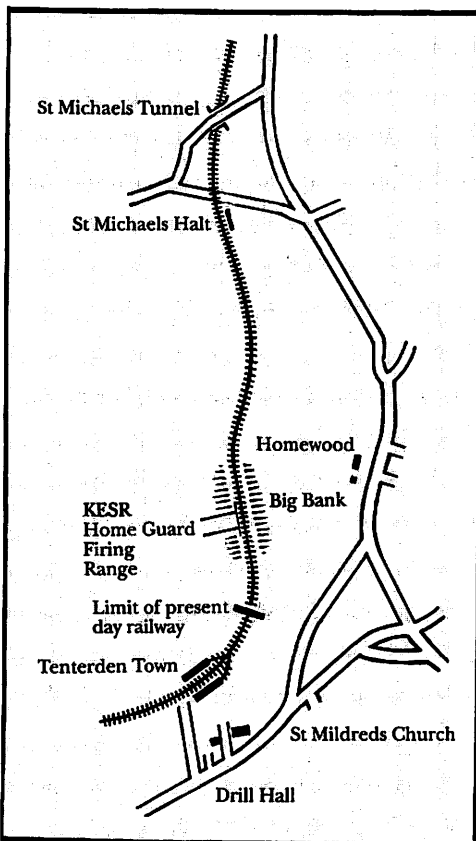 St Michaels Tunnel
St Michaels Halt
Homewood
Big Bank
KESR
Home Guard
Firing
Range
Limit of present
day railway
Tenterden Town
St Mildreds Church
Drill Hall